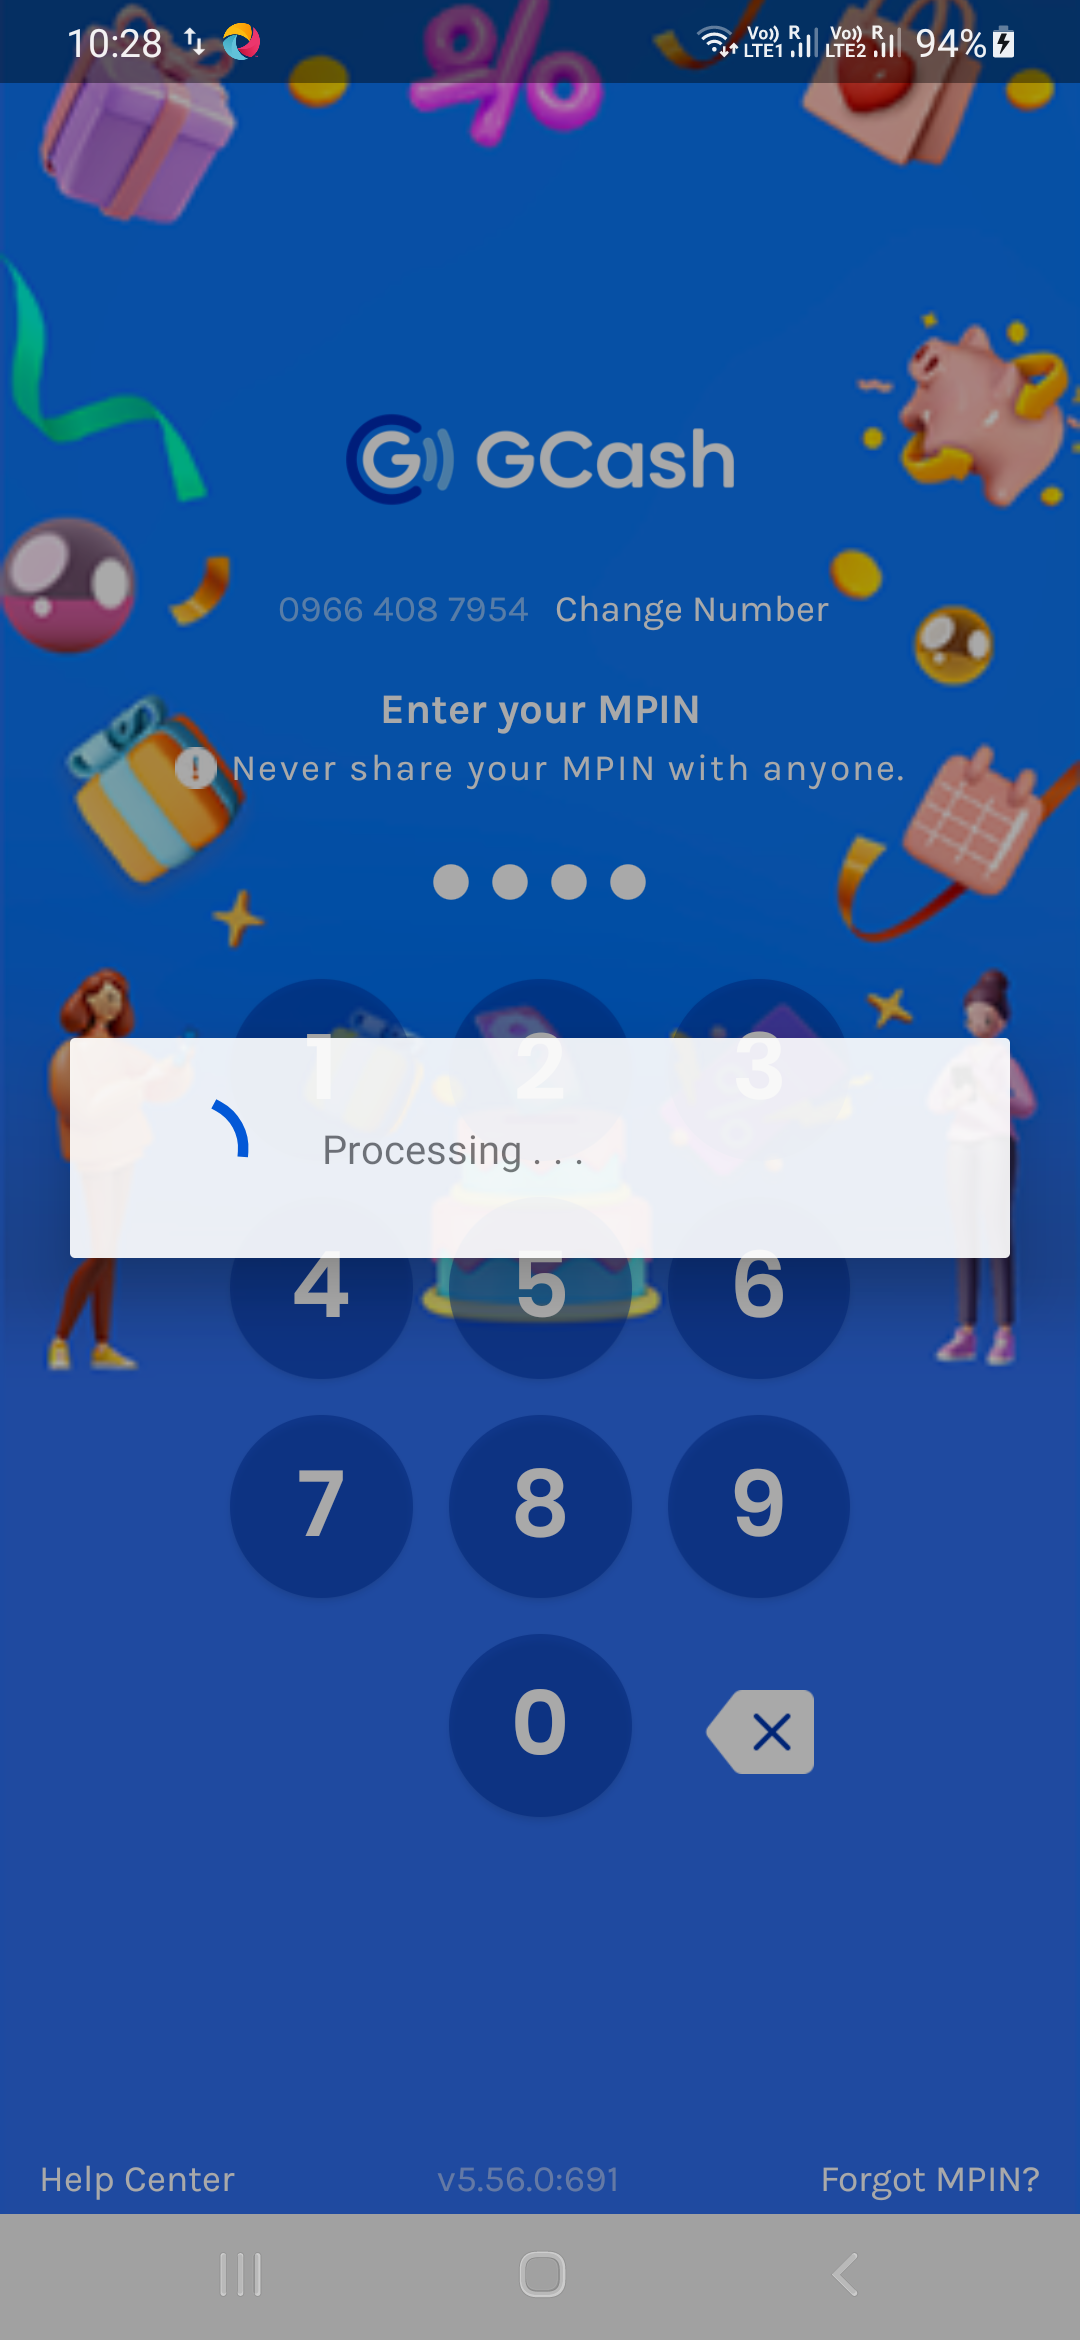 10:28
Vo)) R Vo)) R 94%
LTE1 LTE2
G GCash
0966 408 7954 Change Number
Enter your MPIN
! Never share your MPIN with anyone.
1 2 3
Processing . . .
4 5 6
7 8 9
0
Help Center v5.56.0:691 Forgot MPIN?